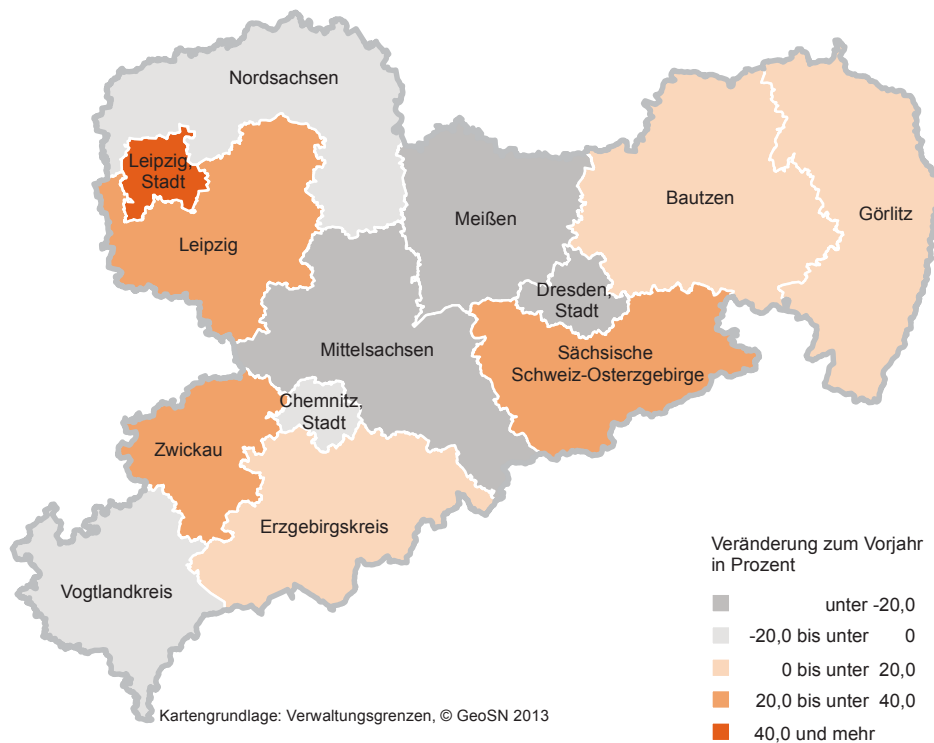 Nordsachsen
Leipzig,
Stadt
Leipzig
Meißen
Bautzen
Görlitz
Dresden,
Stadt
Mittelsachsen
Sächsische
Schweiz-Osterzgebirge
Chemnitz,
Stadt
Zwickau
Erzgebirgskreis
Vogtlandkreis
Veränderung zum Vorjahr
in Prozent
unter -20,0
-20,0 bis unter 0
0 bis unter 20,0
20,0 bis unter 40,0
40,0 und mehr
Kartengrundlage: Verwaltungsgrenzen, © GeoSN 2013